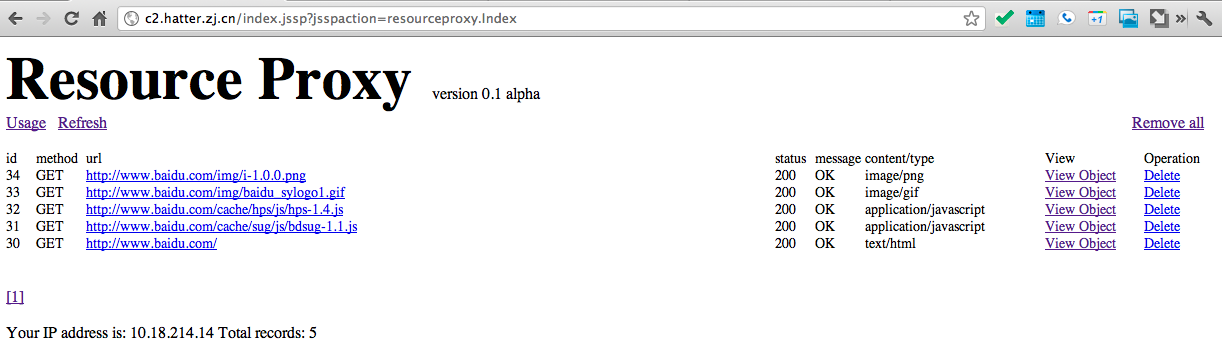 c2.hatter.zj.cn/index.jssp?jsspaction=resourceproxy.Index
Resource Proxy version 0.1 alpha
Usage Refresh Remove all
id method url status message content/type View Operation
34 GET http://www.baidu.com/img/i-1.0.0.png 200 OK image/png View Object Delete
33 GET http://www.baidu.com/img/baidu_sylogo1.gif 200 OK image/gif View Object Delete
32 GET http://www.baidu.com/cache/hps/js/hps-1.4.js 200 OK application/javascript View Object Delete
31 GET http://www.baidu.com/cache/sug/js/bdsug-1.1.js 200 OK application/javascript View Object Delete
30 GET http://www.baidu.com/ 200 OK text/html View Object Delete
[1]
Your IP address is: 10.18.214.14 Total records: 5